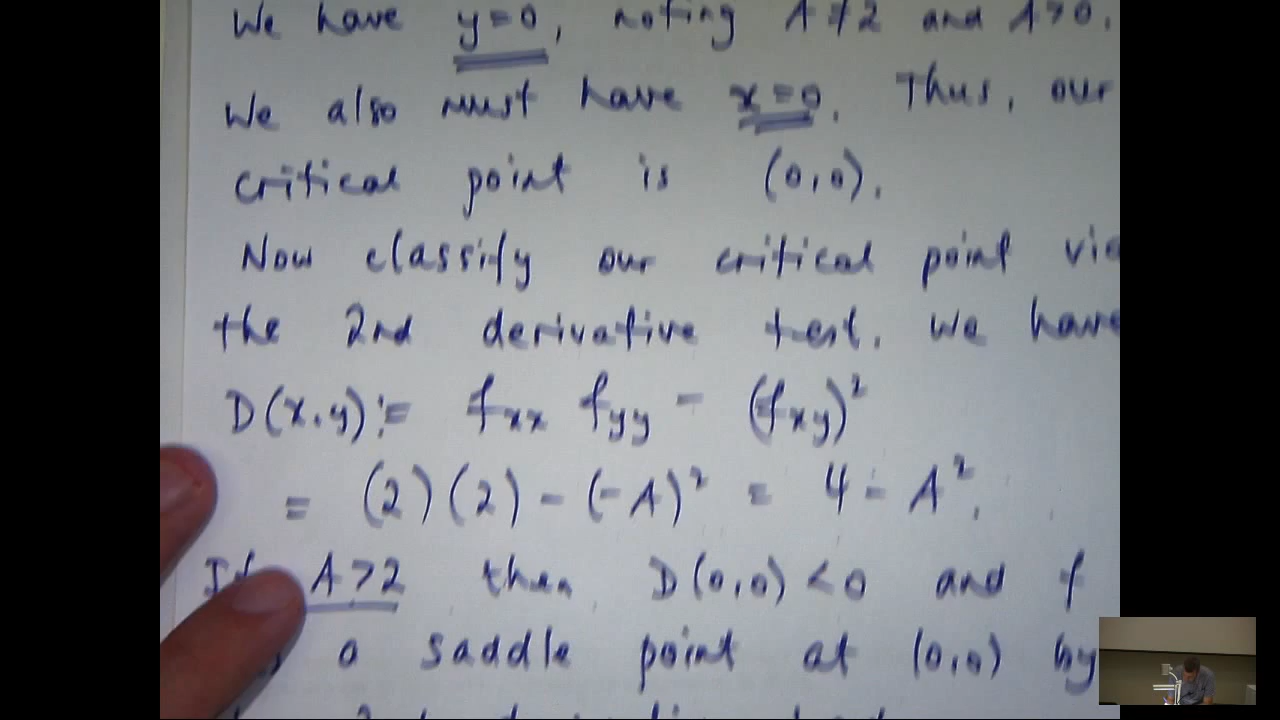 We have y=0, noting A≠2 and A>0.
We also must have x=0. Thus, our
critical point is (0,0).
Now classify our critical point via
the 2nd derivative test. We have
D(x,y):= fxx fyy - (fxy)²
= (2)(2) - (-A)² = 4 - A².
If A>2 then D(0,0)<0 and f
a saddle point at (0,0) by